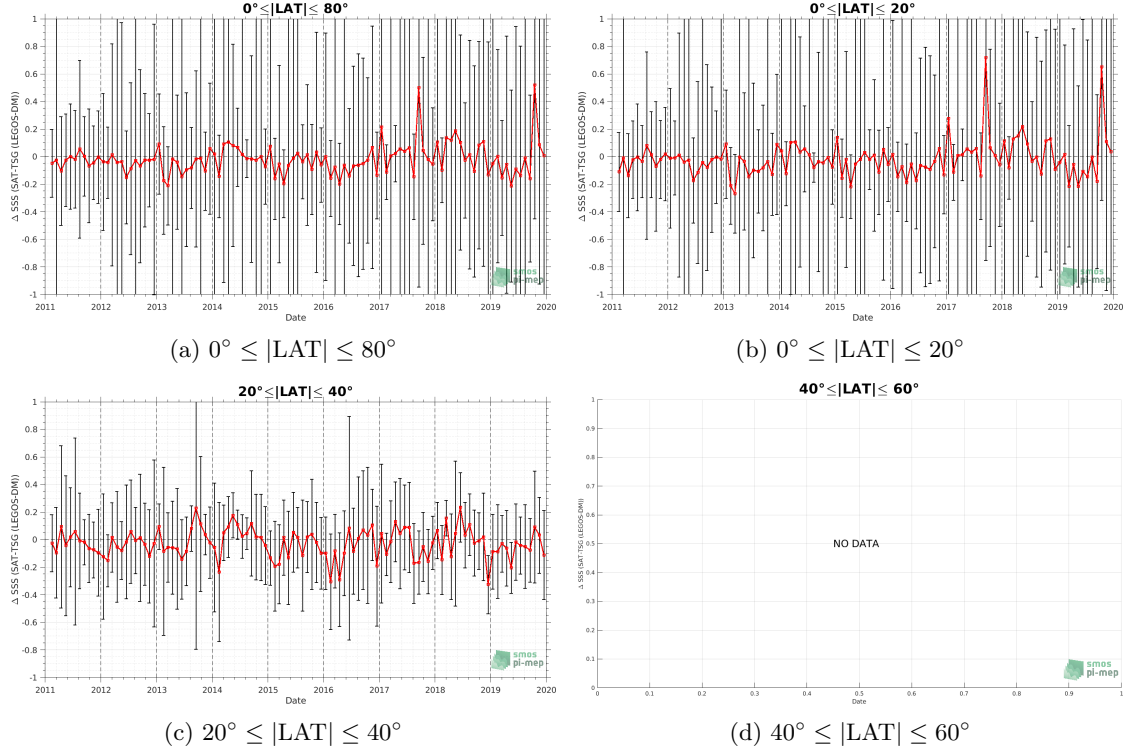 0°≤|LAT|≤ 80°
Δ SSS (SAT-TSG (LEGOS-DM))
1
0.8
0.6
0.4
0.2
0
-0.2
-0.4
-0.6
-0.8
-1
2011 2012 2013 2014 2015 2016 2017 2018 2019 2020
Date
smos
pi-mep
(a) 0° ≤ |LAT| ≤ 80°
0°≤|LAT|≤ 20°
Δ SSS (SAT-TSG (LEGOS-DM))
1
0.8
0.6
0.4
0.2
0
-0.2
-0.4
-0.6
-0.8
-1
2011 2012 2013 2014 2015 2016 2017 2018 2019 2020
Date
smos
pi-mep
(b) 0° ≤ |LAT| ≤ 20°
20°≤|LAT|≤ 40°
Δ SSS (SAT-TSG (LEGOS-DM))
1
0.8
0.6
0.4
0.2
0
-0.2
-0.4
-0.6
-0.8
-1
2011 2012 2013 2014 2015 2016 2017 2018 2019 2020
Date
smos
pi-mep
(c) 20° ≤ |LAT| ≤ 40°
40°≤|LAT|≤ 60°
Δ SSS (SAT-TSG (LEGOS-DM))
1
0.9
0.8
0.7
0.6
0.5
0.4
0.3
0.2
0.1
0
NO DATA
0 0.1 0.2 0.3 0.4 0.5 0.6 0.7 0.8 0.9 1
Date
smos
pi-mep
(d) 40° ≤ |LAT| ≤ 60°